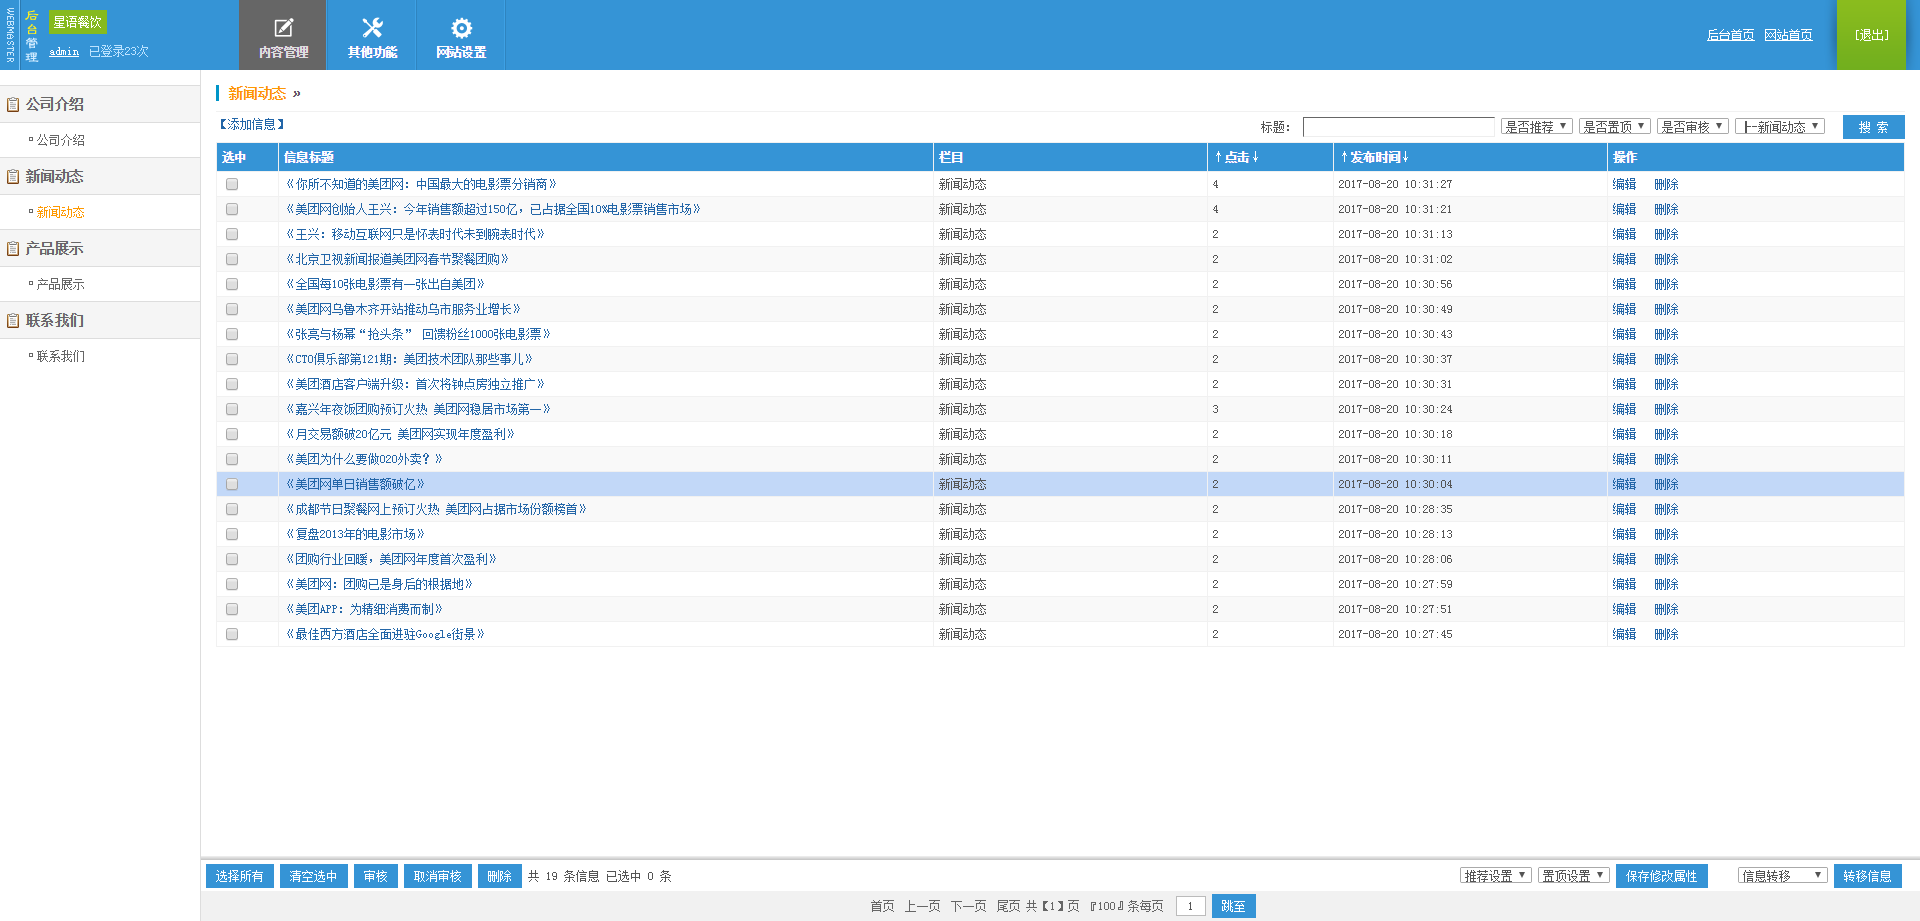 WEBMASTER
后台管理
星语餐饮
admin 已登录23次
内容管理 其他功能 网站设置
后台首页 网站首页 [退出]
公司介绍
公司介绍
新闻动态
新闻动态
产品展示
产品展示
联系我们
联系我们
新闻动态 »
【添加信息】 标题： 是否推荐 是否置顶 是否审核 ├-新闻动态 搜 索
选中 信息标题 栏目 ↑点击↓ ↑发布时间↓ 操作
《你所不知道的美团网：中国最大的电影票分销商》 新闻动态 4 2017-08-20 10:31:27 编辑 删除
《美团网创始人王兴：今年销售额超过150亿，已占据全国10%电影票销售市场》 新闻动态 4 2017-08-20 10:31:21 编辑 删除
《王兴：移动互联网只是怀表时代未到腕表时代》 新闻动态 2 2017-08-20 10:31:13 编辑 删除
《北京卫视新闻报道美团网春节聚餐团购》 新闻动态 2 2017-08-20 10:31:02 编辑 删除
《全国每10张电影票有一张出自美团》 新闻动态 2 2017-08-20 10:30:56 编辑 删除
《美团网乌鲁木齐开站推动乌市服务业增长》 新闻动态 2 2017-08-20 10:30:49 编辑 删除
《张亮与杨幂“抢头条” 回馈粉丝1000张电影票》 新闻动态 2 2017-08-20 10:30:43 编辑 删除
《CTO俱乐部第121期：美团技术团队那些事儿》 新闻动态 2 2017-08-20 10:30:37 编辑 删除
《美团酒店客户端升级：首次将钟点房独立推广》 新闻动态 2 2017-08-20 10:30:31 编辑 删除
《嘉兴年夜饭团购预订火热 美团网稳居市场第一》 新闻动态 3 2017-08-20 10:30:24 编辑 删除
《月交易额破20亿元 美团网实现年度盈利》 新闻动态 2 2017-08-20 10:30:18 编辑 删除
《美团为什么要做O2O外卖？》 新闻动态 2 2017-08-20 10:30:11 编辑 删除
《美团网单日销售额破亿》 新闻动态 2 2017-08-20 10:30:04 编辑 删除
《成都节日聚餐网上预订火热 美团网占据市场份额榜首》 新闻动态 2 2017-08-20 10:28:35 编辑 删除
《复盘2013年的电影市场》 新闻动态 2 2017-08-20 10:28:13 编辑 删除
《团购行业回暖，美团网年度首次盈利》 新闻动态 2 2017-08-20 10:28:06 编辑 删除
《美团网：团购已是身后的根据地》 新闻动态 2 2017-08-20 10:27:59 编辑 删除
《美团APP：为精细消费而制》 新闻动态 2 2017-08-20 10:27:51 编辑 删除
《最佳西方酒店全面进驻Google街景》 新闻动态 2 2017-08-20 10:27:45 编辑 删除
选择所有 清空选中 审核 取消审核 删除 共 19 条信息 已选中 0 条 推荐设置 置顶设置 保存修改属性 信息转移 转移信息
首页 上一页 下一页 尾页 共【1】页 『100』条每页 1 跳至